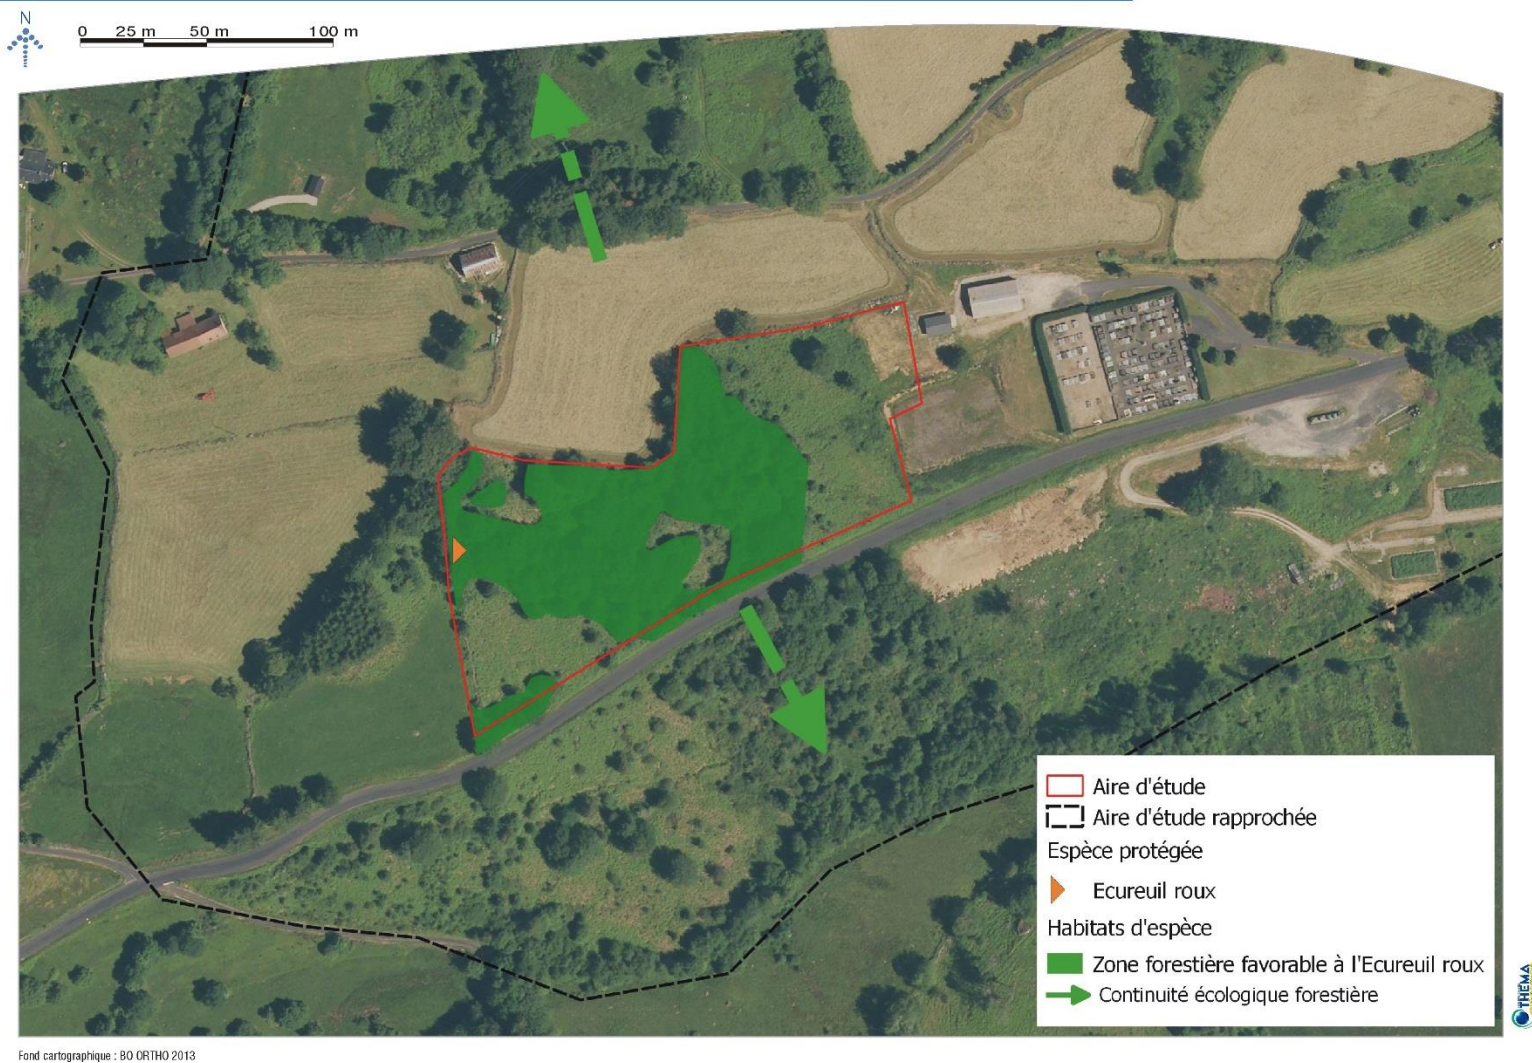 N
0 25 m 50 m 100 m
Aire d'étude
Aire d'étude rapprochée
Espèce protégée
Ecureuil roux
Habitats d'espèce
Zone forestière favorable à l'Ecureuil roux
Continuité écologique forestière
THEMA
Fond cartographique : BO ORTHO 2013